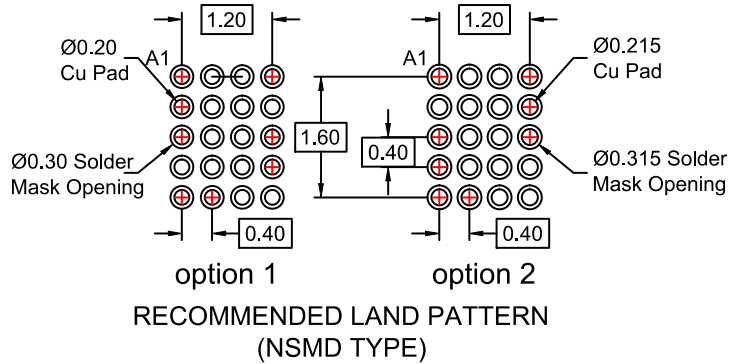 1.20
1.20
Ø0.20
Cu Pad
A1
A1
Ø0.215
Cu Pad
1.60
0.40
Ø0.30 Solder
Mask Opening
Ø0.315 Solder
Mask Opening
0.40
0.40
option 1
option 2
RECOMMENDED LAND PATTERN
(NSMD TYPE)